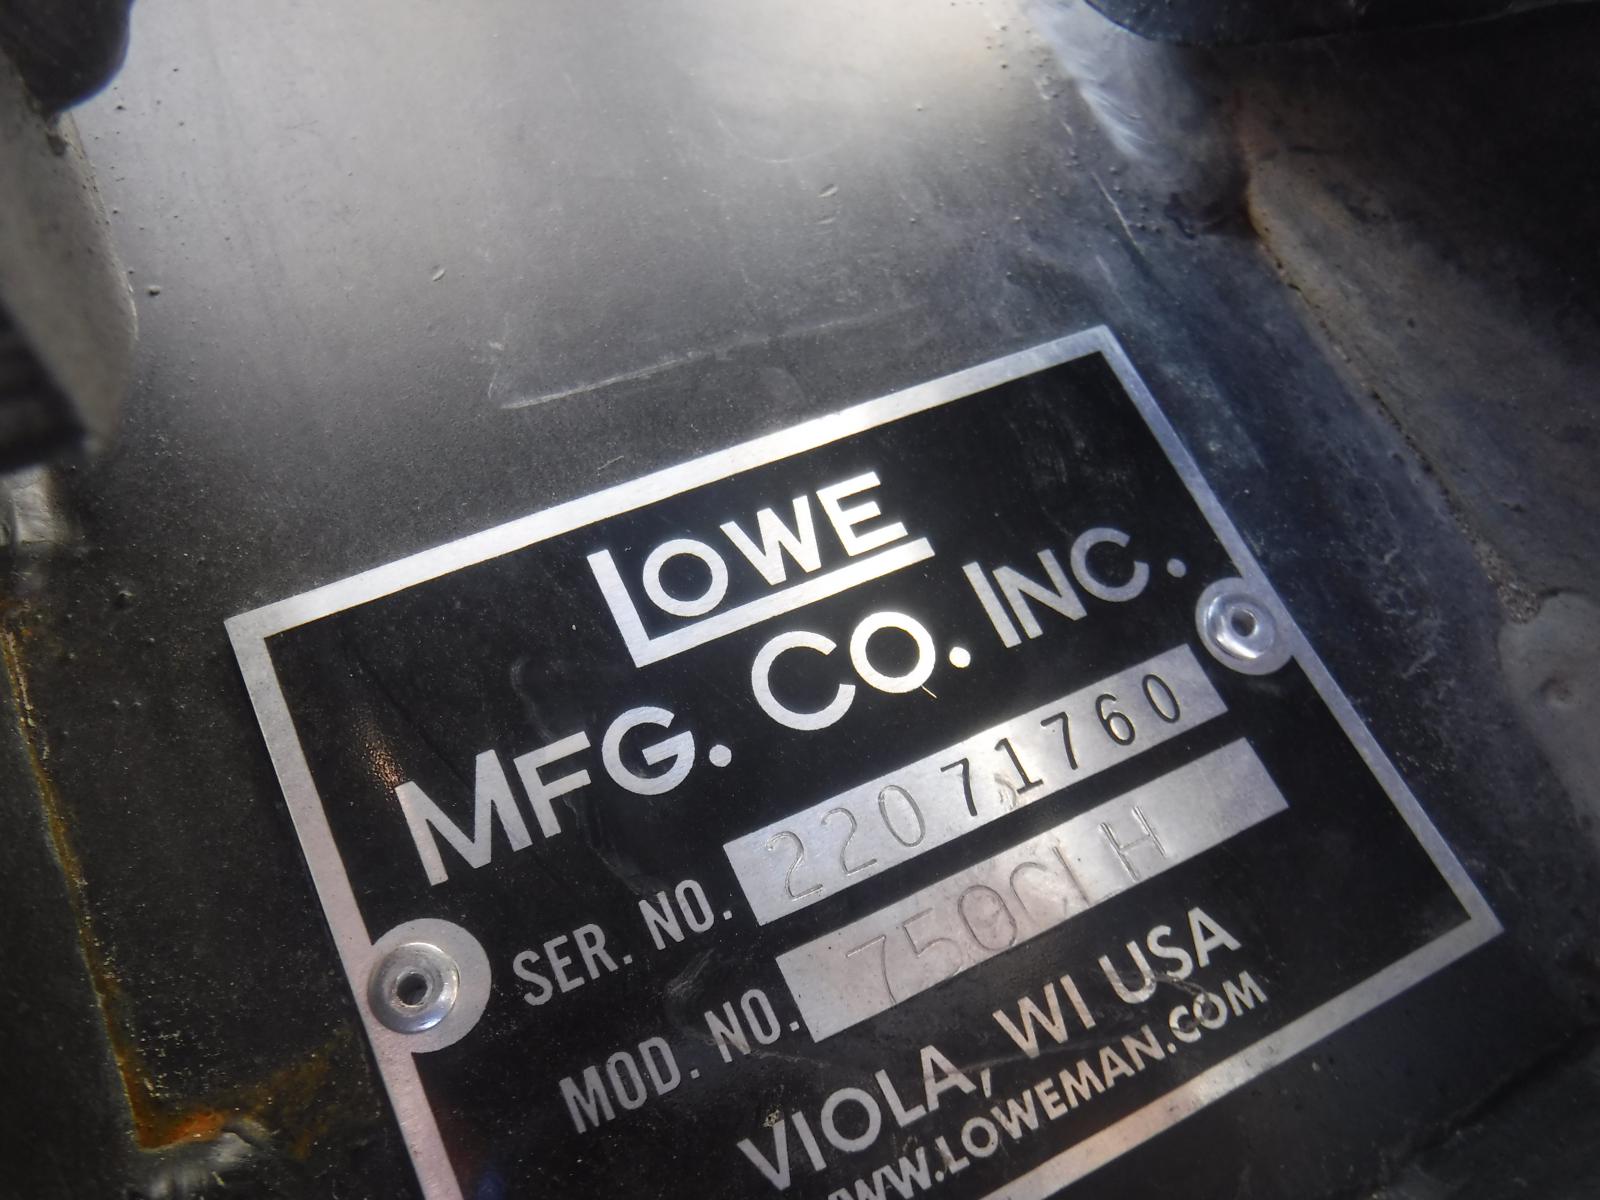 LOWE
MFG. CO. INC.
SER. NO. 22071760
MOD. NO. 750CLH
VIOLA, WI USA
WWW.LOWEMAN.COM